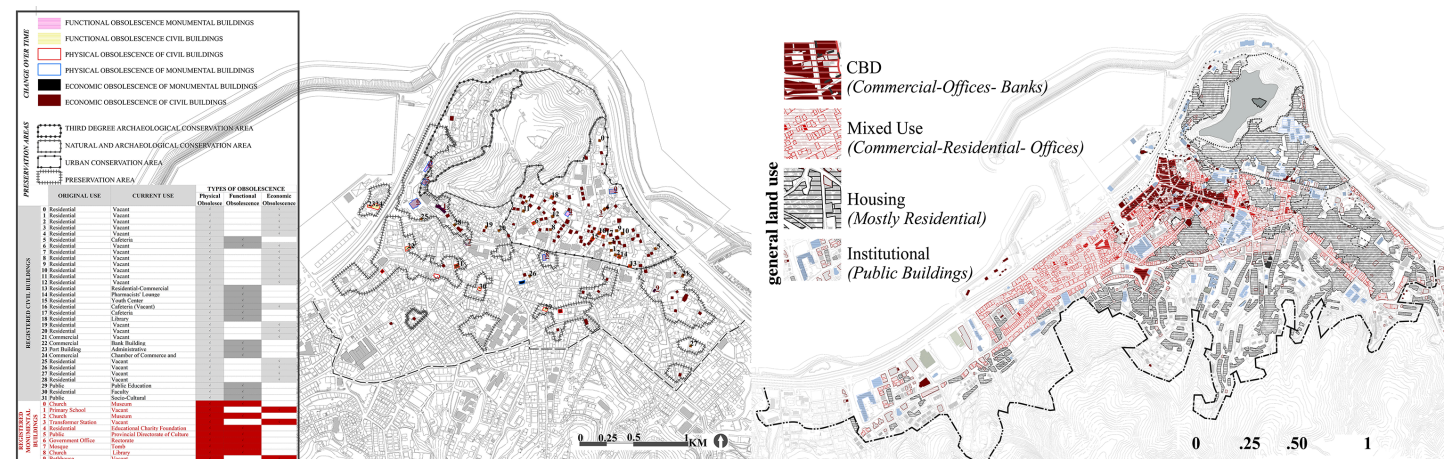 CHANGE OVER TIME
FUNCTIONAL OBSOLESCENCE MONUMENTAL BUILDINGS
FUNCTIONAL OBSOLESCENCE CIVIL BUILDINGS
PHYSICAL OBSOLESCENCE OF CIVIL BUILDINGS
PHYSICAL OBSOLESCENCE OF MONUMENTAL BUILDINGS
ECONOMIC OBSOLESCENCE OF MONUMENTAL BUILDINGS
ECONOMIC OBSOLESCENCE OF CIVIL BUILDINGS
PRESERVATION AREAS
THIRD DEGREE ARCHAEOLOGICAL CONSERVATION AREA
NATURAL AND ARCHAEOLOGICAL CONSERVATION AREA
URBAN CONSERVATION AREA
PRESERVATION AREA
TYPES OF OBSOLESCENCE
ORIGINAL USE CURRENT USE Physical Obsolesce Functional Obsolescence Economic Obsolescence
REGISTERED CIVIL BUILDINGS
0 Residential Vacant
1 Residential Vacant
2 Residential Vacant
3 Residential Vacant
4 Residential Vacant
5 Residential Cafeteria
6 Residential Vacant
7 Residential Vacant
8 Residential Vacant
9 Residential Vacant
10 Residential Vacant
11 Residential Vacant
12 Residential Vacant
13 Residential Residential-Commercial
14 Residential Pharmacists' Lounge
15 Residential Youth Center
16 Residential Cafeteria (Vacant)
17 Residential Cafeteria
18 Residential Library
19 Residential Vacant
20 Residential Vacant
21 Commercial Vacant
22 Commercial Bank Building
23 Port Building Administrative
24 Commercial Chamber of Commerce and
25 Residential Vacant
26 Residential Vacant
27 Residential Vacant
28 Residential Vacant
29 Public Public Education
30 Residential Faculty
31 Public Socio-Cultural
REGISTERED MONUMENTAL BUILDINGS
0 Church Museum
1 Primary School Vacant
2 Church Museum
3 Transformer Station Vacant
4 Residential Educational Charity Foundation
5 Public Provincial Directorate of Culture
6 Government Office Rectorate
7 Mosque Tomb
8 Church Library
0 0.25 0.5 1 KM
general land use
CBD
(Commercial-Offices- Banks)
Mixed Use
(Commercial-Residential- Offices)
Housing
(Mostly Residential)
Institutional
(Public Buildings)
0 .25 .50 1